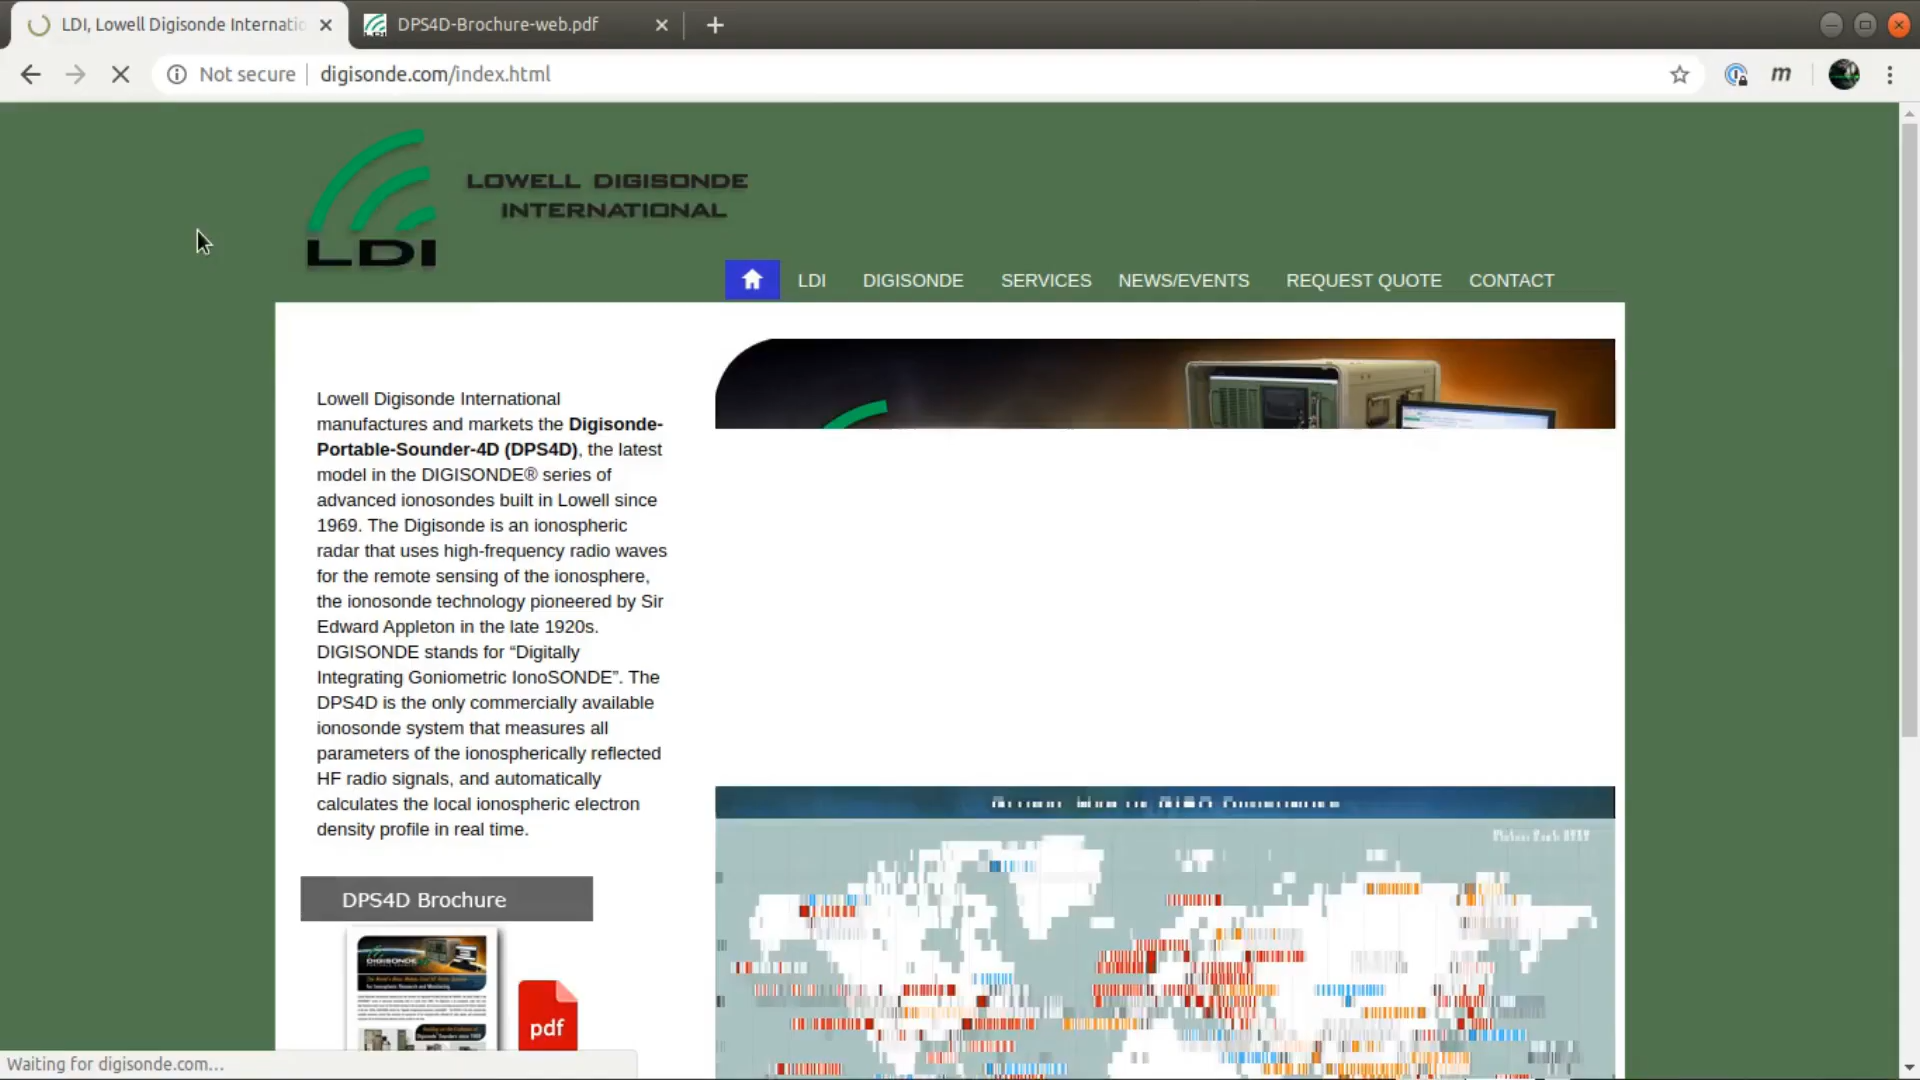 LDI, Lowell Digisonde Internatio
DPS4D-Brochure-web.pdf
Not secure
digisonde.com/index.html
m
LOWELL DIGISONDE
INTERNATIONAL
LDI
LDI
DIGISONDE
SERVICES
NEWS/EVENTS
REQUEST QUOTE
CONTACT
Lowell Digisonde International
manufactures and markets the Digisonde-
Portable-Sounder-4D (DPS4D), the latest
model in the DIGISONDE® series of
advanced ionosondes built in Lowell since
1969. The Digisonde is an ionospheric
radar that uses high-frequency radio waves
for the remote sensing of the ionosphere,
the ionosonde technology pioneered by Sir
Edward Appleton in the late 1920s.
DIGISONDE stands for “Digitally
Integrating Goniometric IonoSONDE”. The
DPS4D is the only commercially available
ionosonde system that measures all
parameters of the ionospherically reflected
HF radio signals, and automatically
calculates the local ionospheric electron
density profile in real time.
DPS4D Brochure
DIGISONDE
pdf
Waiting for digisonde.com...